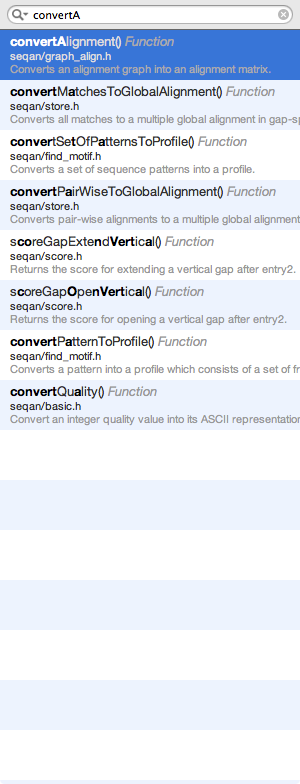 convertA
convertAlignment() Function
seqan/graph_align.h
Converts an alignment graph into an alignment matrix.
convertMatchesToGlobalAlignment() Function
seqan/store.h
Converts all matches to a multiple global alignment in gap-sp
convertSetOfPatternsToProfile() Function
seqan/find_motif.h
Converts a set of sequence patterns into a profile.
convertPairWiseToGlobalAlignment() Function
seqan/store.h
Converts pair-wise alignments to a multiple global alignment
scoreGapExtendVertical() Function
seqan/score.h
Returns the score for extending a vertical gap after entry2.
scoreGapOpenVertical() Function
seqan/score.h
Returns the score for opening a vertical gap after entry2.
convertPatternToProfile() Function
seqan/find_motif.h
Converts a pattern into a profile which consists of a set of fr
convertQuality() Function
seqan/basic.h
Convert an integer quality value into its ASCII representation